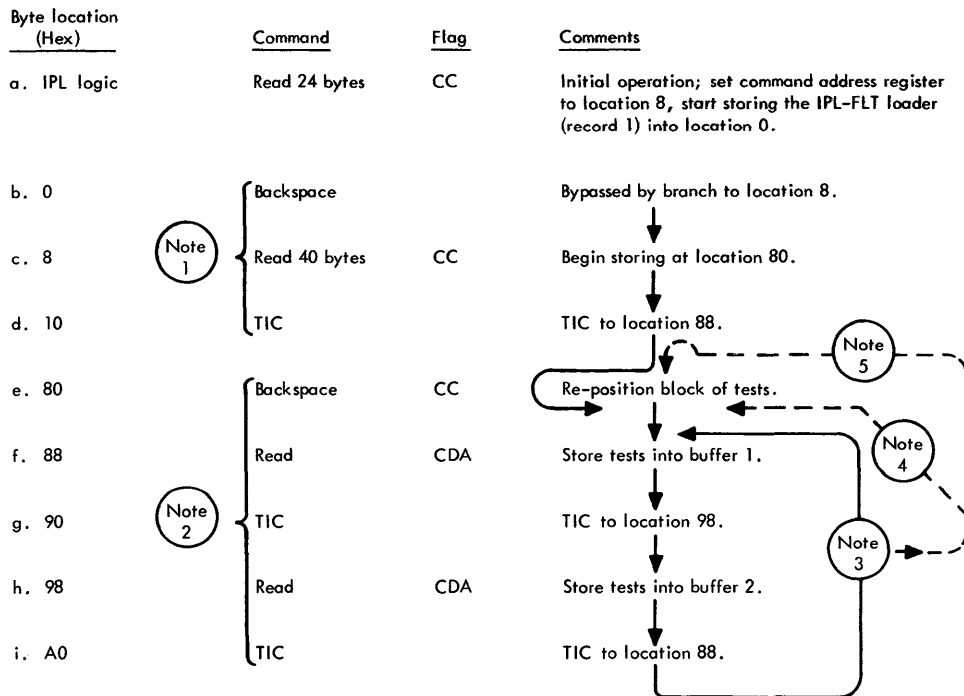 Byte location
(Hex) Command Flag Comments
a. IPL logic Read 24 bytes CC Initial operation; set command address register
to location 8, start storing the IPL-FLT loader
(record 1) into location 0.
b. 0 Backspace Bypassed by branch to location 8.
Note
1
c. 8 Read 40 bytes CC Begin storing at location 80.
d. 10 TIC TIC to location 88.
Note
5
e. 80 Backspace CC Re-position block of tests.
Note
4
f. 88 Read CDA Store tests into buffer 1.
Note
2
g. 90 TIC TIC to location 98.
Note
3
h. 98 Read CDA Store tests into buffer 2.
i. A0 TIC TIC to location 88.